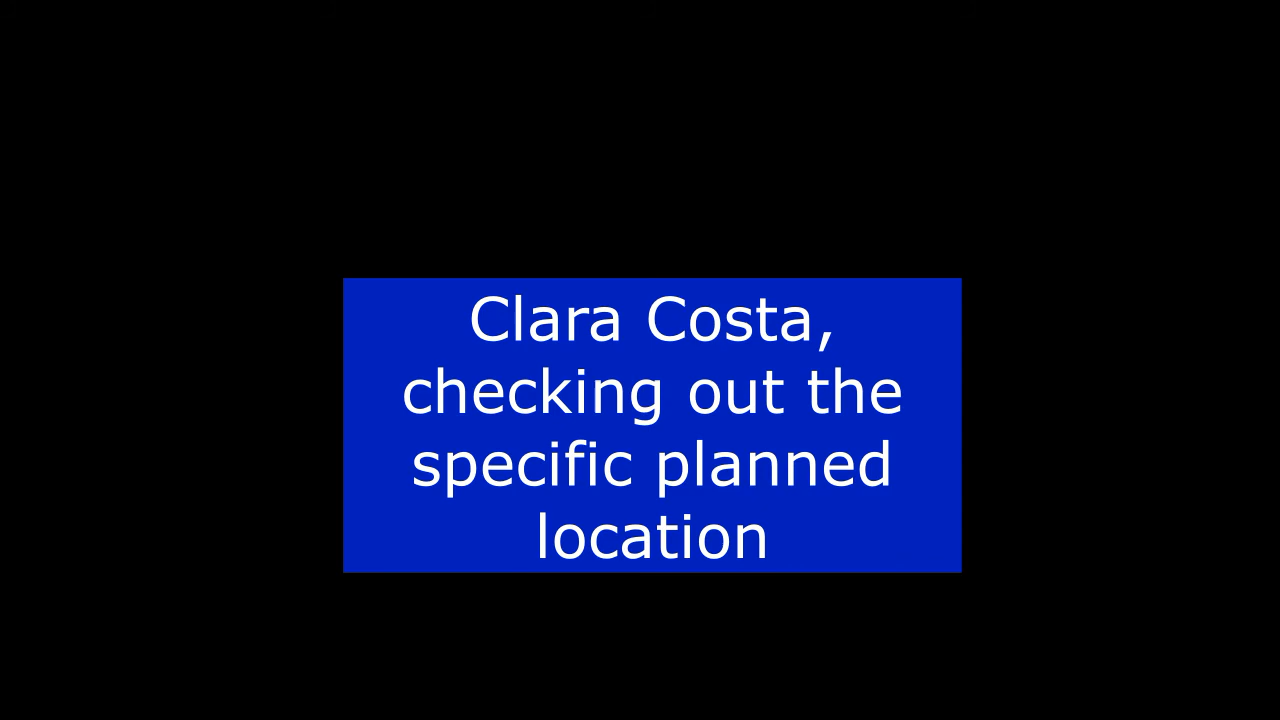 Clara Costa,
checking out the
specific planned
location